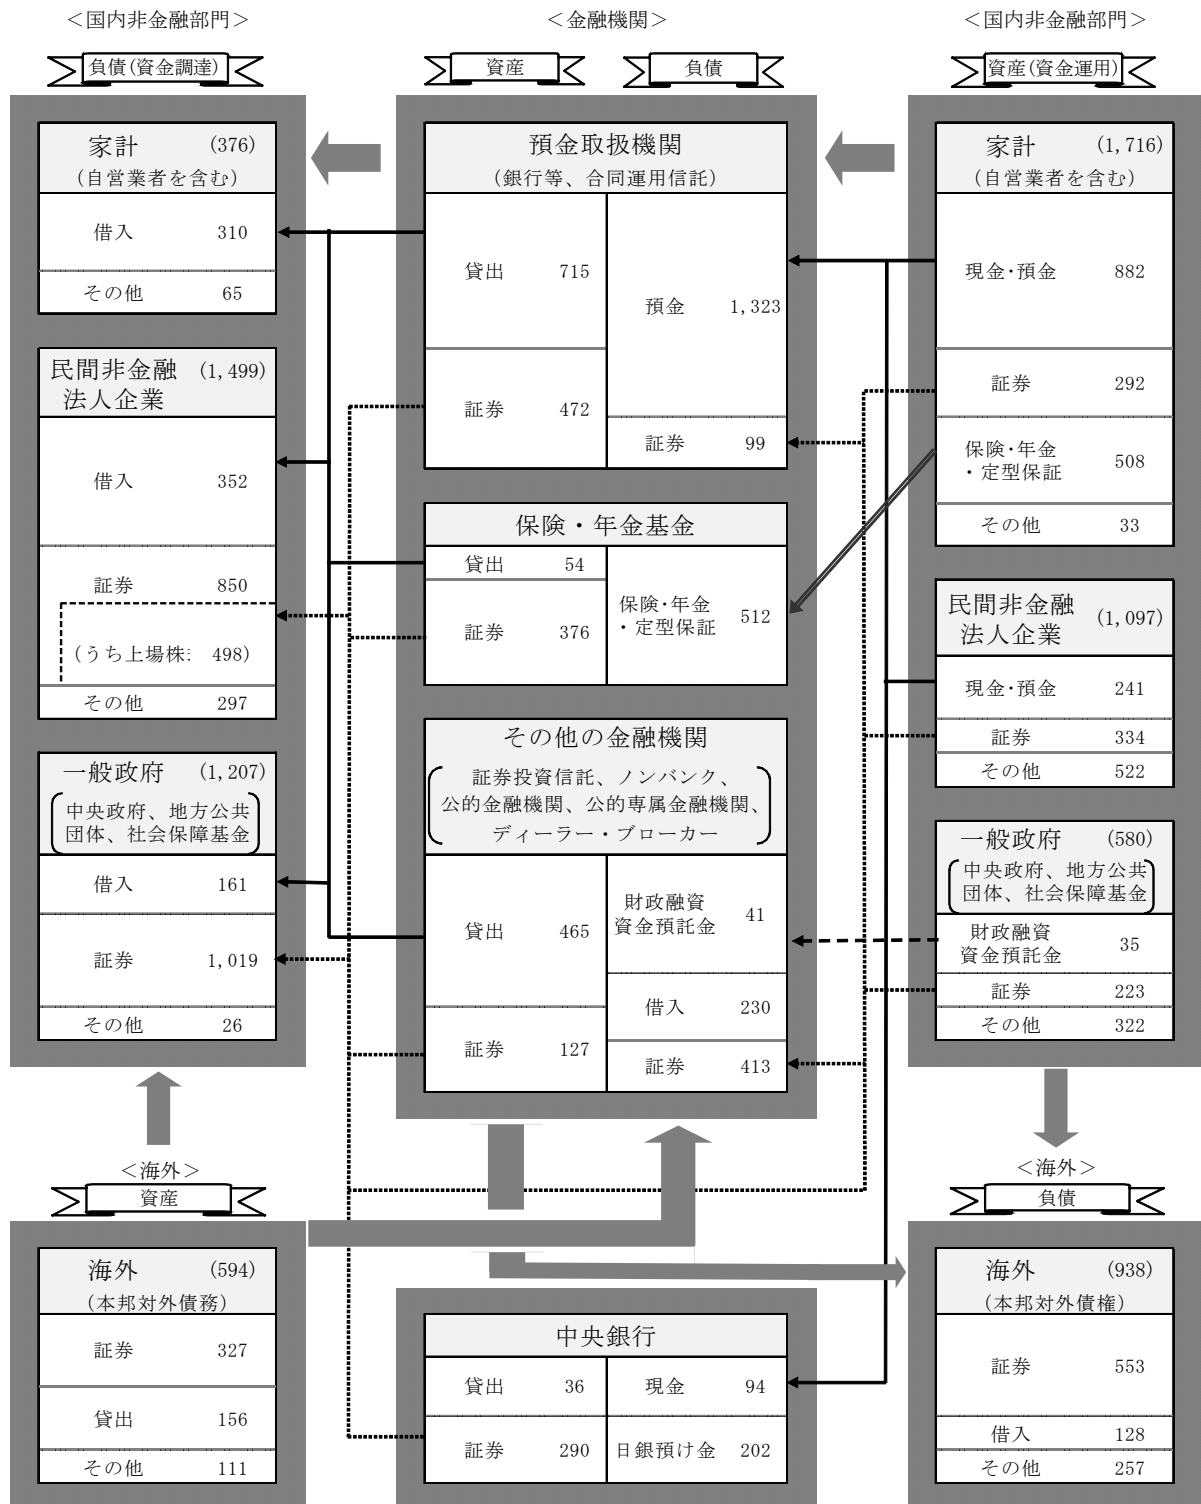 ＜国内非金融部門＞
負債(資金調達)
家計 (376)
(自営業者を含む)
借入 310
その他 65
民間非金融 (1,499)
法人企業
借入 352
証券 850
(うち上場株: 498)
その他 297
一般政府 (1,207)
中央政府、地方公共
団体、社会保障基金
借入 161
証券 1,019
その他 26
＜海外＞
資産
海外 (594)
(本邦対外債務)
証券 327
貸出 156
その他 111
＜金融機関＞
資産 負債
預金取扱機関
(銀行等、合同運用信託)
貸出 715
証券 472
預金 1,323
証券 99
保険・年金基金
貸出 54
証券 376
保険･年金
・定型保証 512
その他の金融機関
証券投資信託、ノンバンク、
公的金融機関、公的専属金融機関、
ディーラー・ブローカー
貸出 465
証券 127
財政融資
資金預託金 41
借入 230
証券 413
中央銀行
貸出 36
証券 290
現金 94
日銀預け金 202
＜国内非金融部門＞
資産(資金運用)
家計 (1,716)
(自営業者を含む)
現金･預金 882
証券 292
保険･年金
・定型保証 508
その他 33
民間非金融
法人企業 (1,097)
現金･預金 241
証券 334
その他 522
一般政府 (580)
中央政府、地方公共
団体、社会保障基金
財政融資
資金預託金 35
証券 223
その他 322
＜海外＞
負債
海外 (938)
(本邦対外債権)
証券 553
借入 128
その他 257